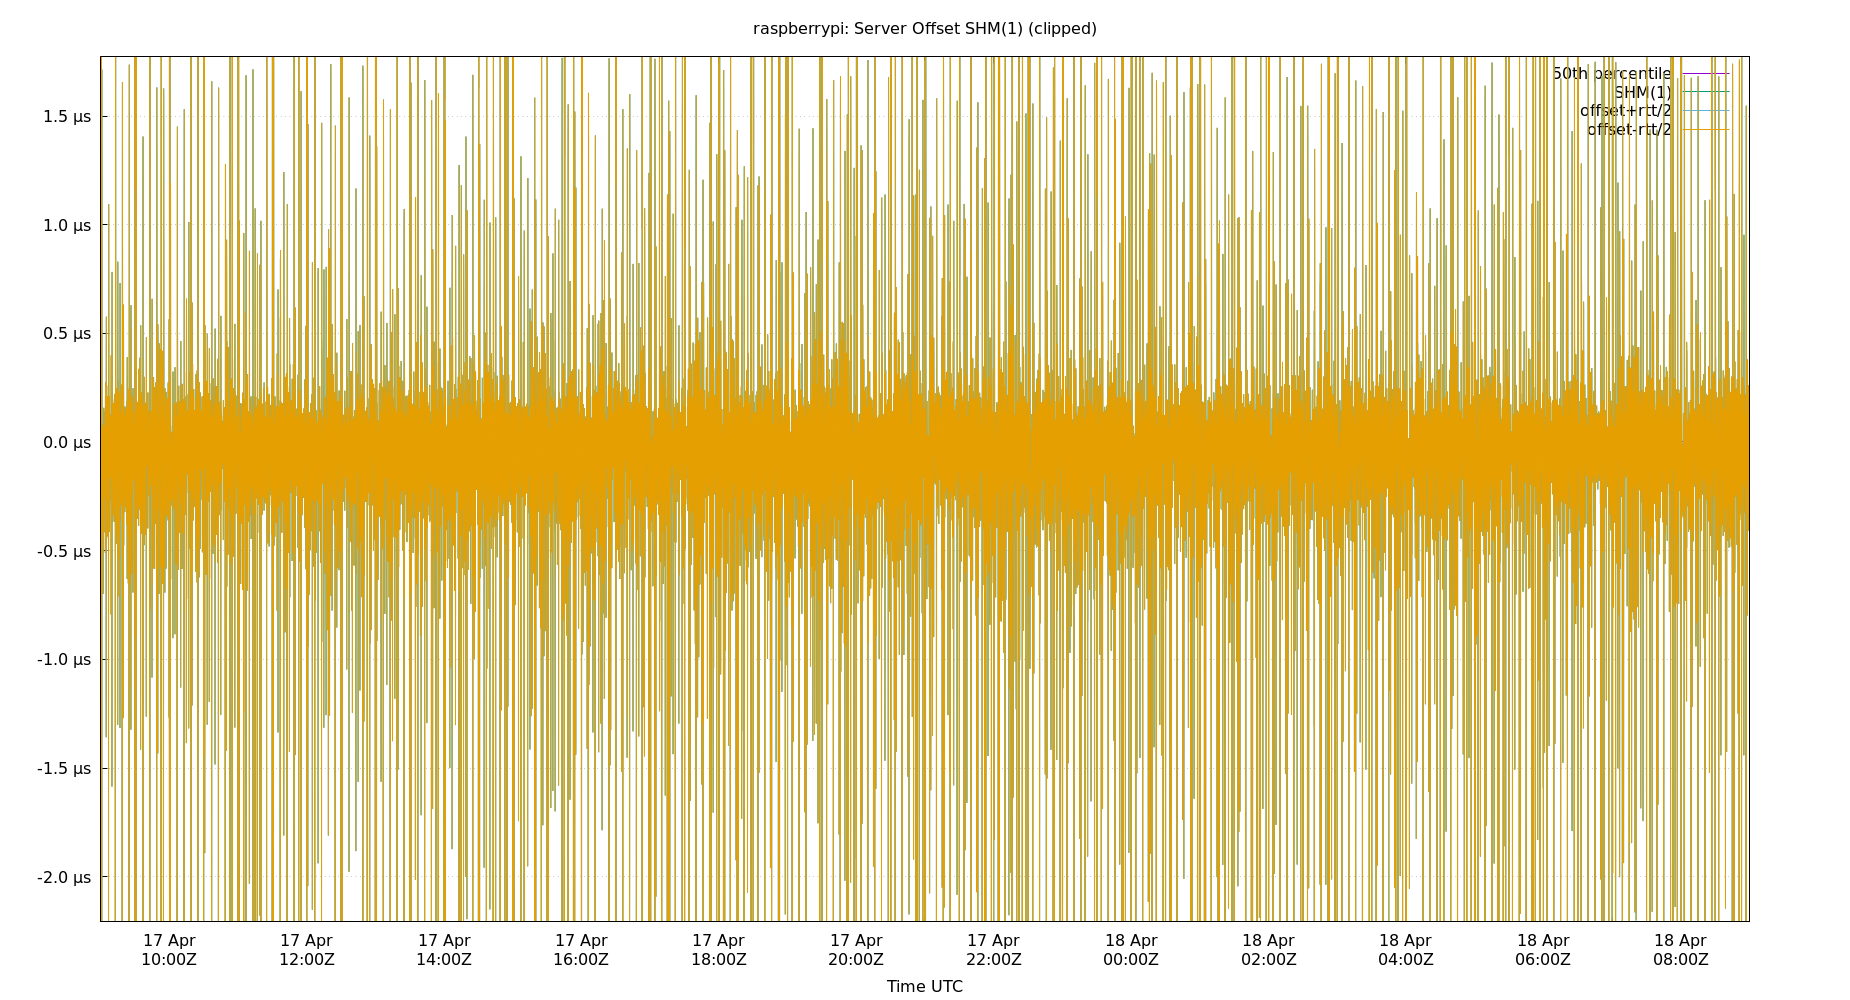 raspberrypi: Server Offset SHM(1) (clipped)
50th percentile
SHM(1)
offset+rtt/2
offset-rtt/2
1.5 µs
1.0 µs
0.5 µs
0.0 µs
-0.5 µs
-1.0 µs
-1.5 µs
-2.0 µs
17 Apr 17 Apr 17 Apr 17 Apr 17 Apr 17 Apr 17 Apr 18 Apr 18 Apr 18 Apr 18 Apr 18 Apr
10:00Z 12:00Z 14:00Z 16:00Z 18:00Z 20:00Z 22:00Z 00:00Z 02:00Z 04:00Z 06:00Z 08:00Z
Time UTC